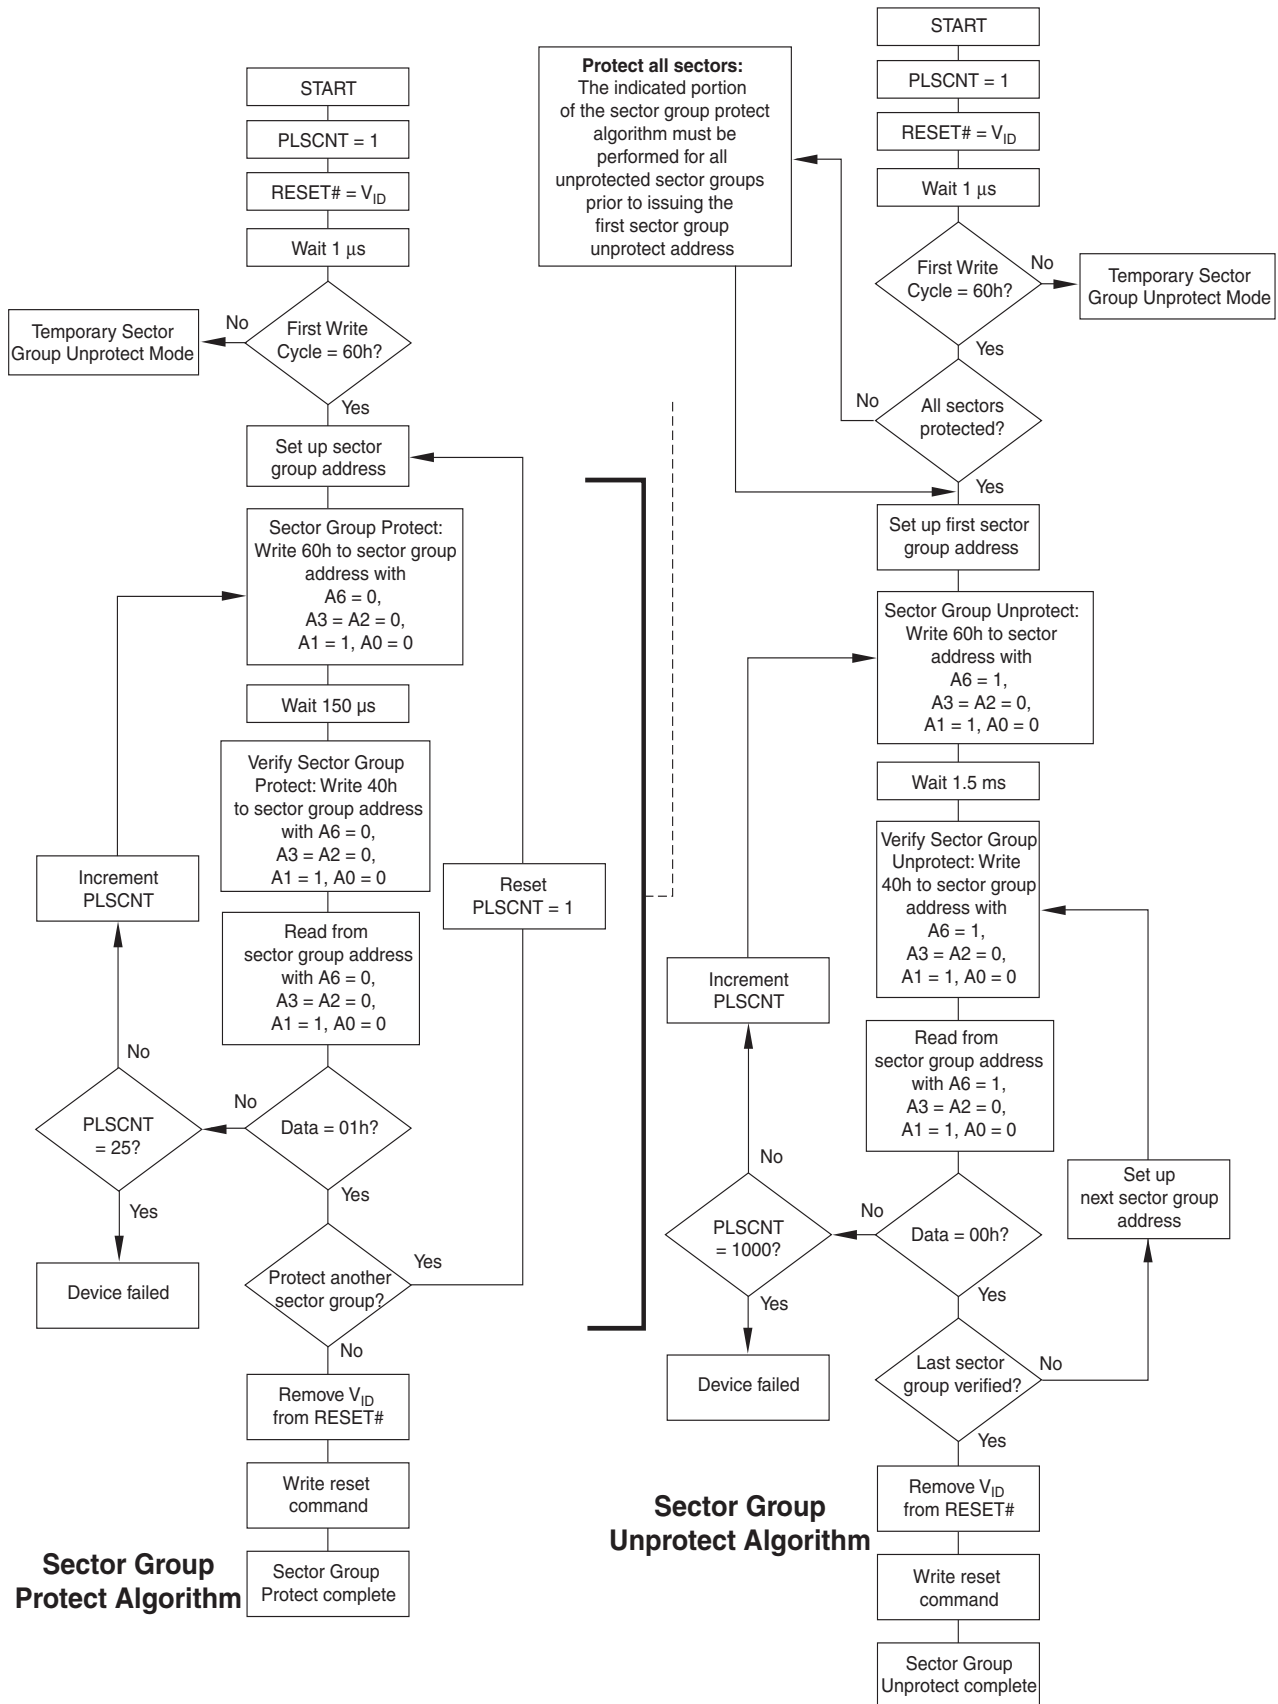 START
PLSCNT = 1
RESET# = VID
Wait 1 μs
First Write
Cycle = 60h?
No
Temporary Sector
Group Unprotect Mode
Yes
Set up sector
group address
Sector Group Protect:
Write 60h to sector group
address with
A6 = 0,
A3 = A2 = 0,
A1 = 1, A0 = 0
Wait 150 µs
Verify Sector Group
Protect: Write 40h
to sector group address
with A6 = 0,
A3 = A2 = 0,
A1 = 1, A0 = 0
Increment
PLSCNT
Reset
PLSCNT = 1
Read from
sector group address
with A6 = 0,
A3 = A2 = 0,
A1 = 1, A0 = 0
No
PLSCNT
= 25?
No
Data = 01h?
Yes
Yes
Device failed
Protect another
sector group?
Yes
No
Remove VID
from RESET#
Write reset
command
Sector Group
Protect complete
Sector Group
Protect Algorithm
Protect all sectors:
The indicated portion
of the sector group protect
algorithm must be
performed for all
unprotected sector groups
prior to issuing the
first sector group
unprotect address
START
PLSCNT = 1
RESET# = VID
Wait 1 μs
First Write
Cycle = 60h?
No
Temporary Sector
Group Unprotect Mode
Yes
No
All sectors
protected?
Yes
Set up first sector
group address
Sector Group Unprotect:
Write 60h to sector
address with
A6 = 1,
A3 = A2 = 0,
A1 = 1, A0 = 0
Wait 1.5 ms
Verify Sector Group
Unprotect: Write
40h to sector group
address with
A6 = 1,
A3 = A2 = 0,
A1 = 1, A0 = 0
Increment
PLSCNT
Read from
sector group address
with A6 = 1,
A3 = A2 = 0,
A1 = 1, A0 = 0
No
PLSCNT
= 1000?
No
Data = 00h?
Set up
next sector group
address
Yes
Yes
Device failed
Last sector
group verified?
No
Yes
Remove VID
from RESET#
Write reset
command
Sector Group
Unprotect complete
Sector Group
Unprotect Algorithm